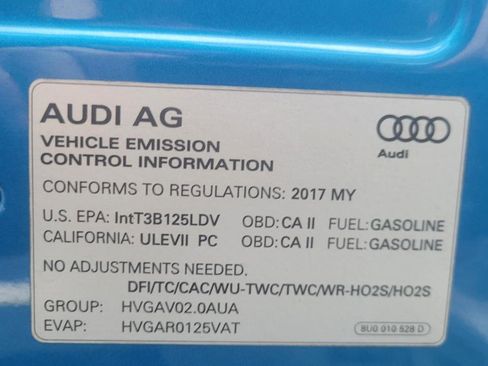 AUDI AG
Audi
VEHICLE EMISSION
CONTROL INFORMATION
CONFORMS TO REGULATIONS: 2017 MY
U.S. EPA: IntT3B125LDV OBD: CA II FUEL: GASOLINE
CALIFORNIA: ULEVII PC OBD: CA II FUEL: GASOLINE
NO ADJUSTMENTS NEEDED.
DFI/TC/CAC/WU-TWC/TWC/WR-HO2S/HO2S
GROUP: HVGAV02.0AUA
EVAP: HVGAR0125VAT
8U0 010 528 D